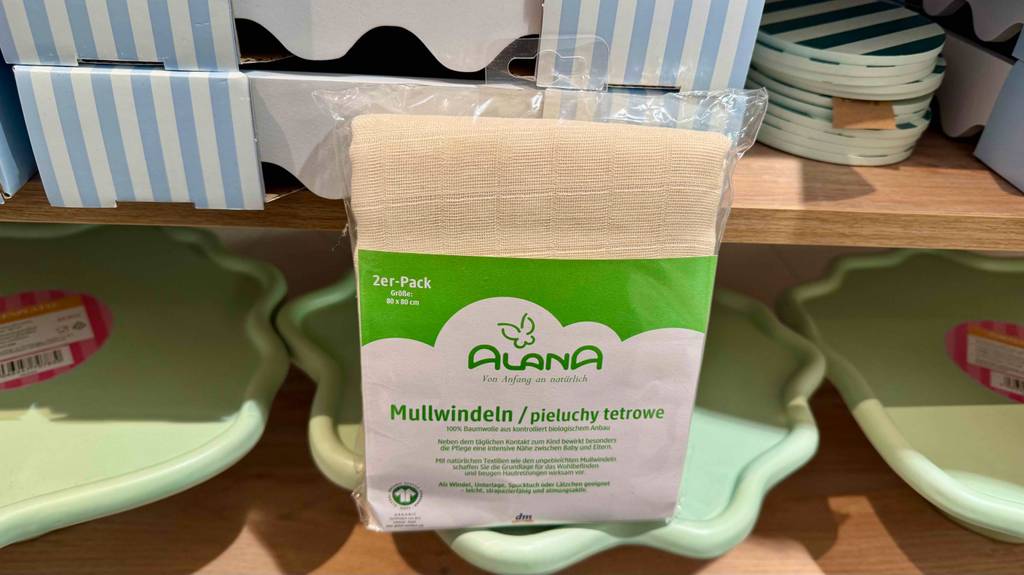 2er-Pack
Größe:
80 x 80 cm
ALANA
Von Anfang an natürlich
Mullwindeln / pieluchy tetrowe
100% Baumwolle aus kontrolliert biologischem Anbau
Neben dem täglichen Kontakt zum Kind bewirkt besonders
die Pflege eine intensive Nähe zwischen Baby und Eltern.
Mit natürlichen Textilien wie den ungebleichten Mullwindeln
schaffen Sie die Grundlage für das Wohlbefinden
und beugen Hautreizungen wirksam vor.
Als Windel, Unterlage, Spucktuch oder Lätzchen geeignet
- leicht, strapazierfähig und atmungsaktiv.
dm